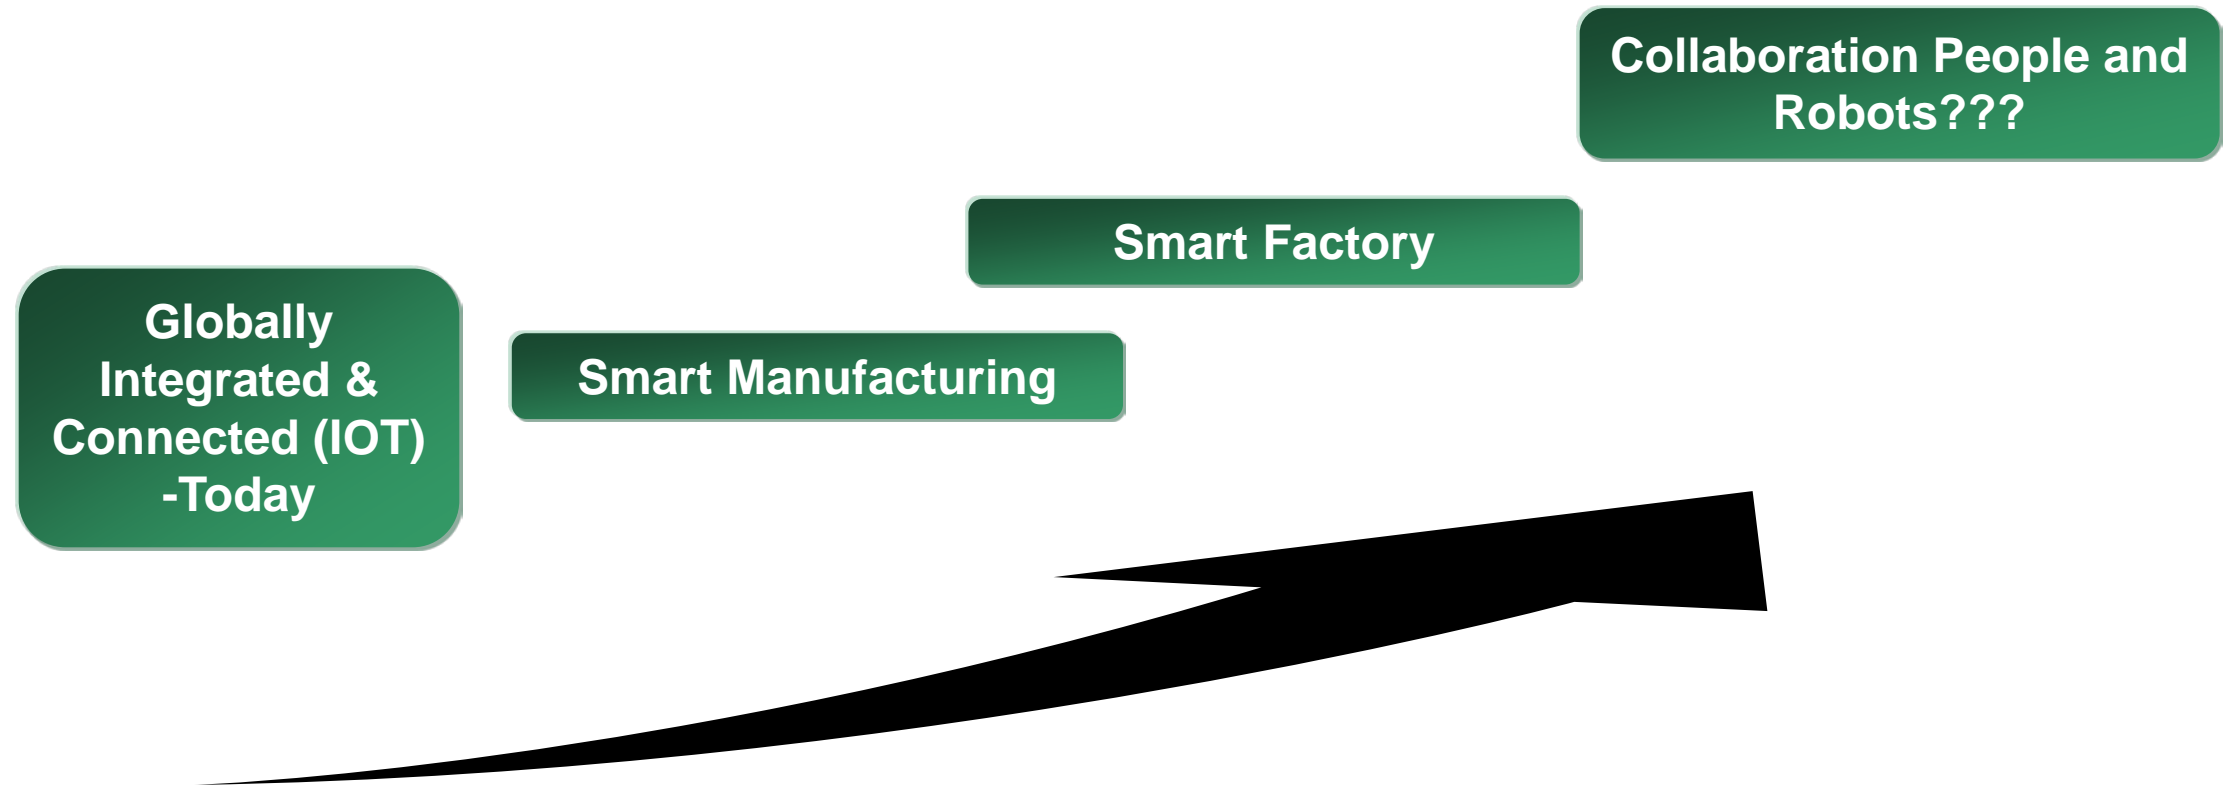 Globally
Integrated &
Connected (IOT)
-Today
Smart Manufacturing
Smart Factory
Collaboration People and
Robots???